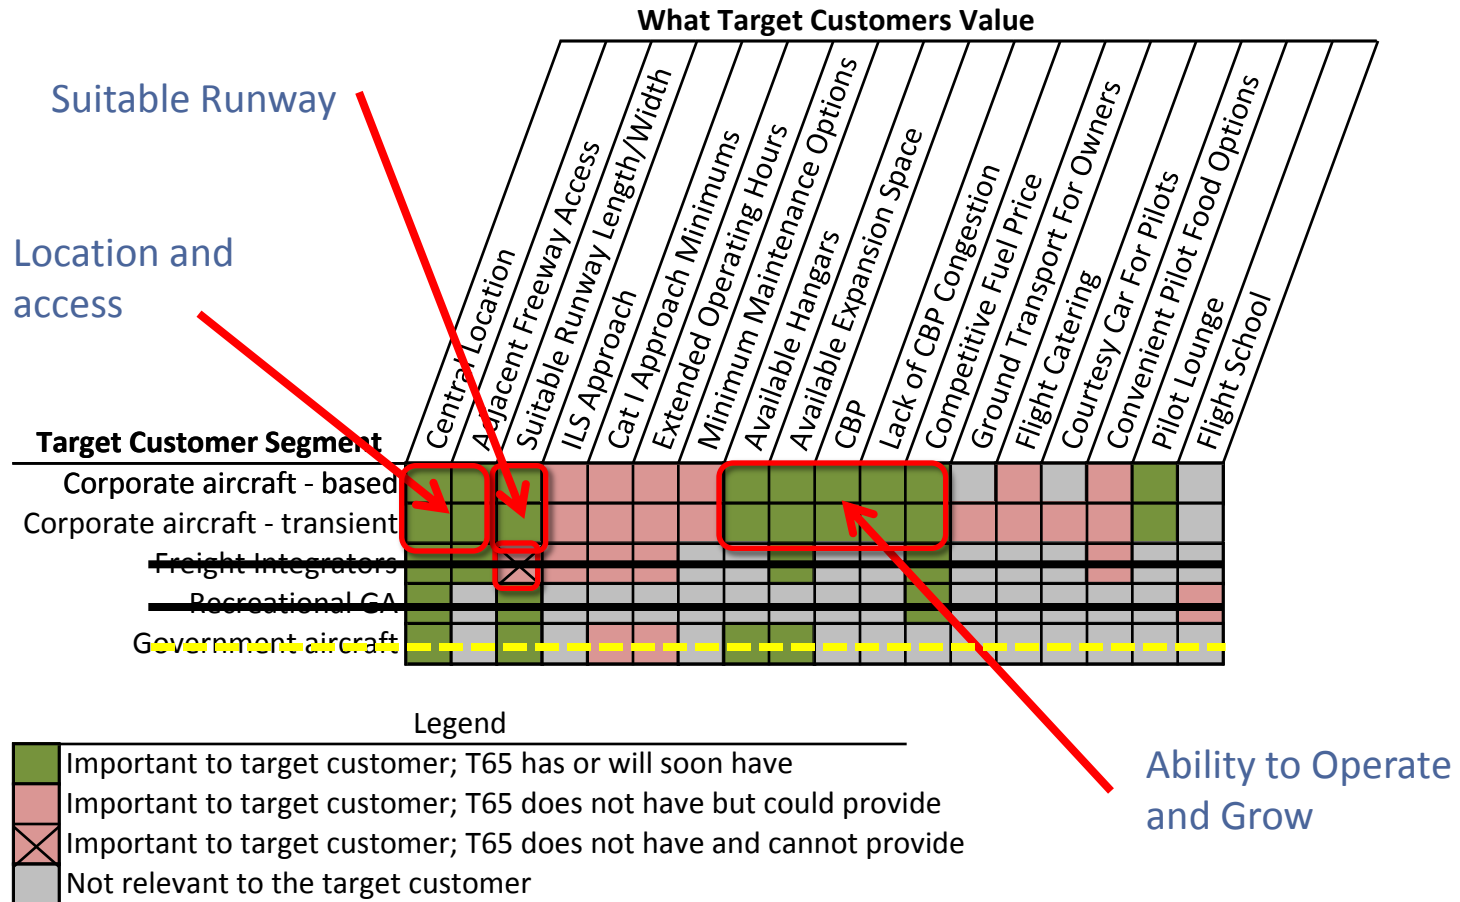 What Target Customers Value
Suitable Runway
Location and
access
Central Location
Adjacent Freeway Access
Suitable Runway Length/Width
ILS Approach
Cat I Approach Minimums
Extended Operating Hours
Minimum Maintenance Options
Available Hangars
Available Expansion Space
CBP
Lack of CBP Congestion
Competitive Fuel Price
Ground Transport For Owners
Flight Catering
Courtesy Car For Pilots
Convenient Pilot Food Options
Pilot Lounge
Flight School
Target Customer Segment
Corporate aircraft - based
Corporate aircraft - transient
Freight Integrators
Recreational GA
Government aircraft
Legend
Important to target customer; T65 has or will soon have
Important to target customer; T65 does not have but could provide
Important to target customer; T65 does not have and cannot provide
Not relevant to the target customer
Ability to Operate
and Grow